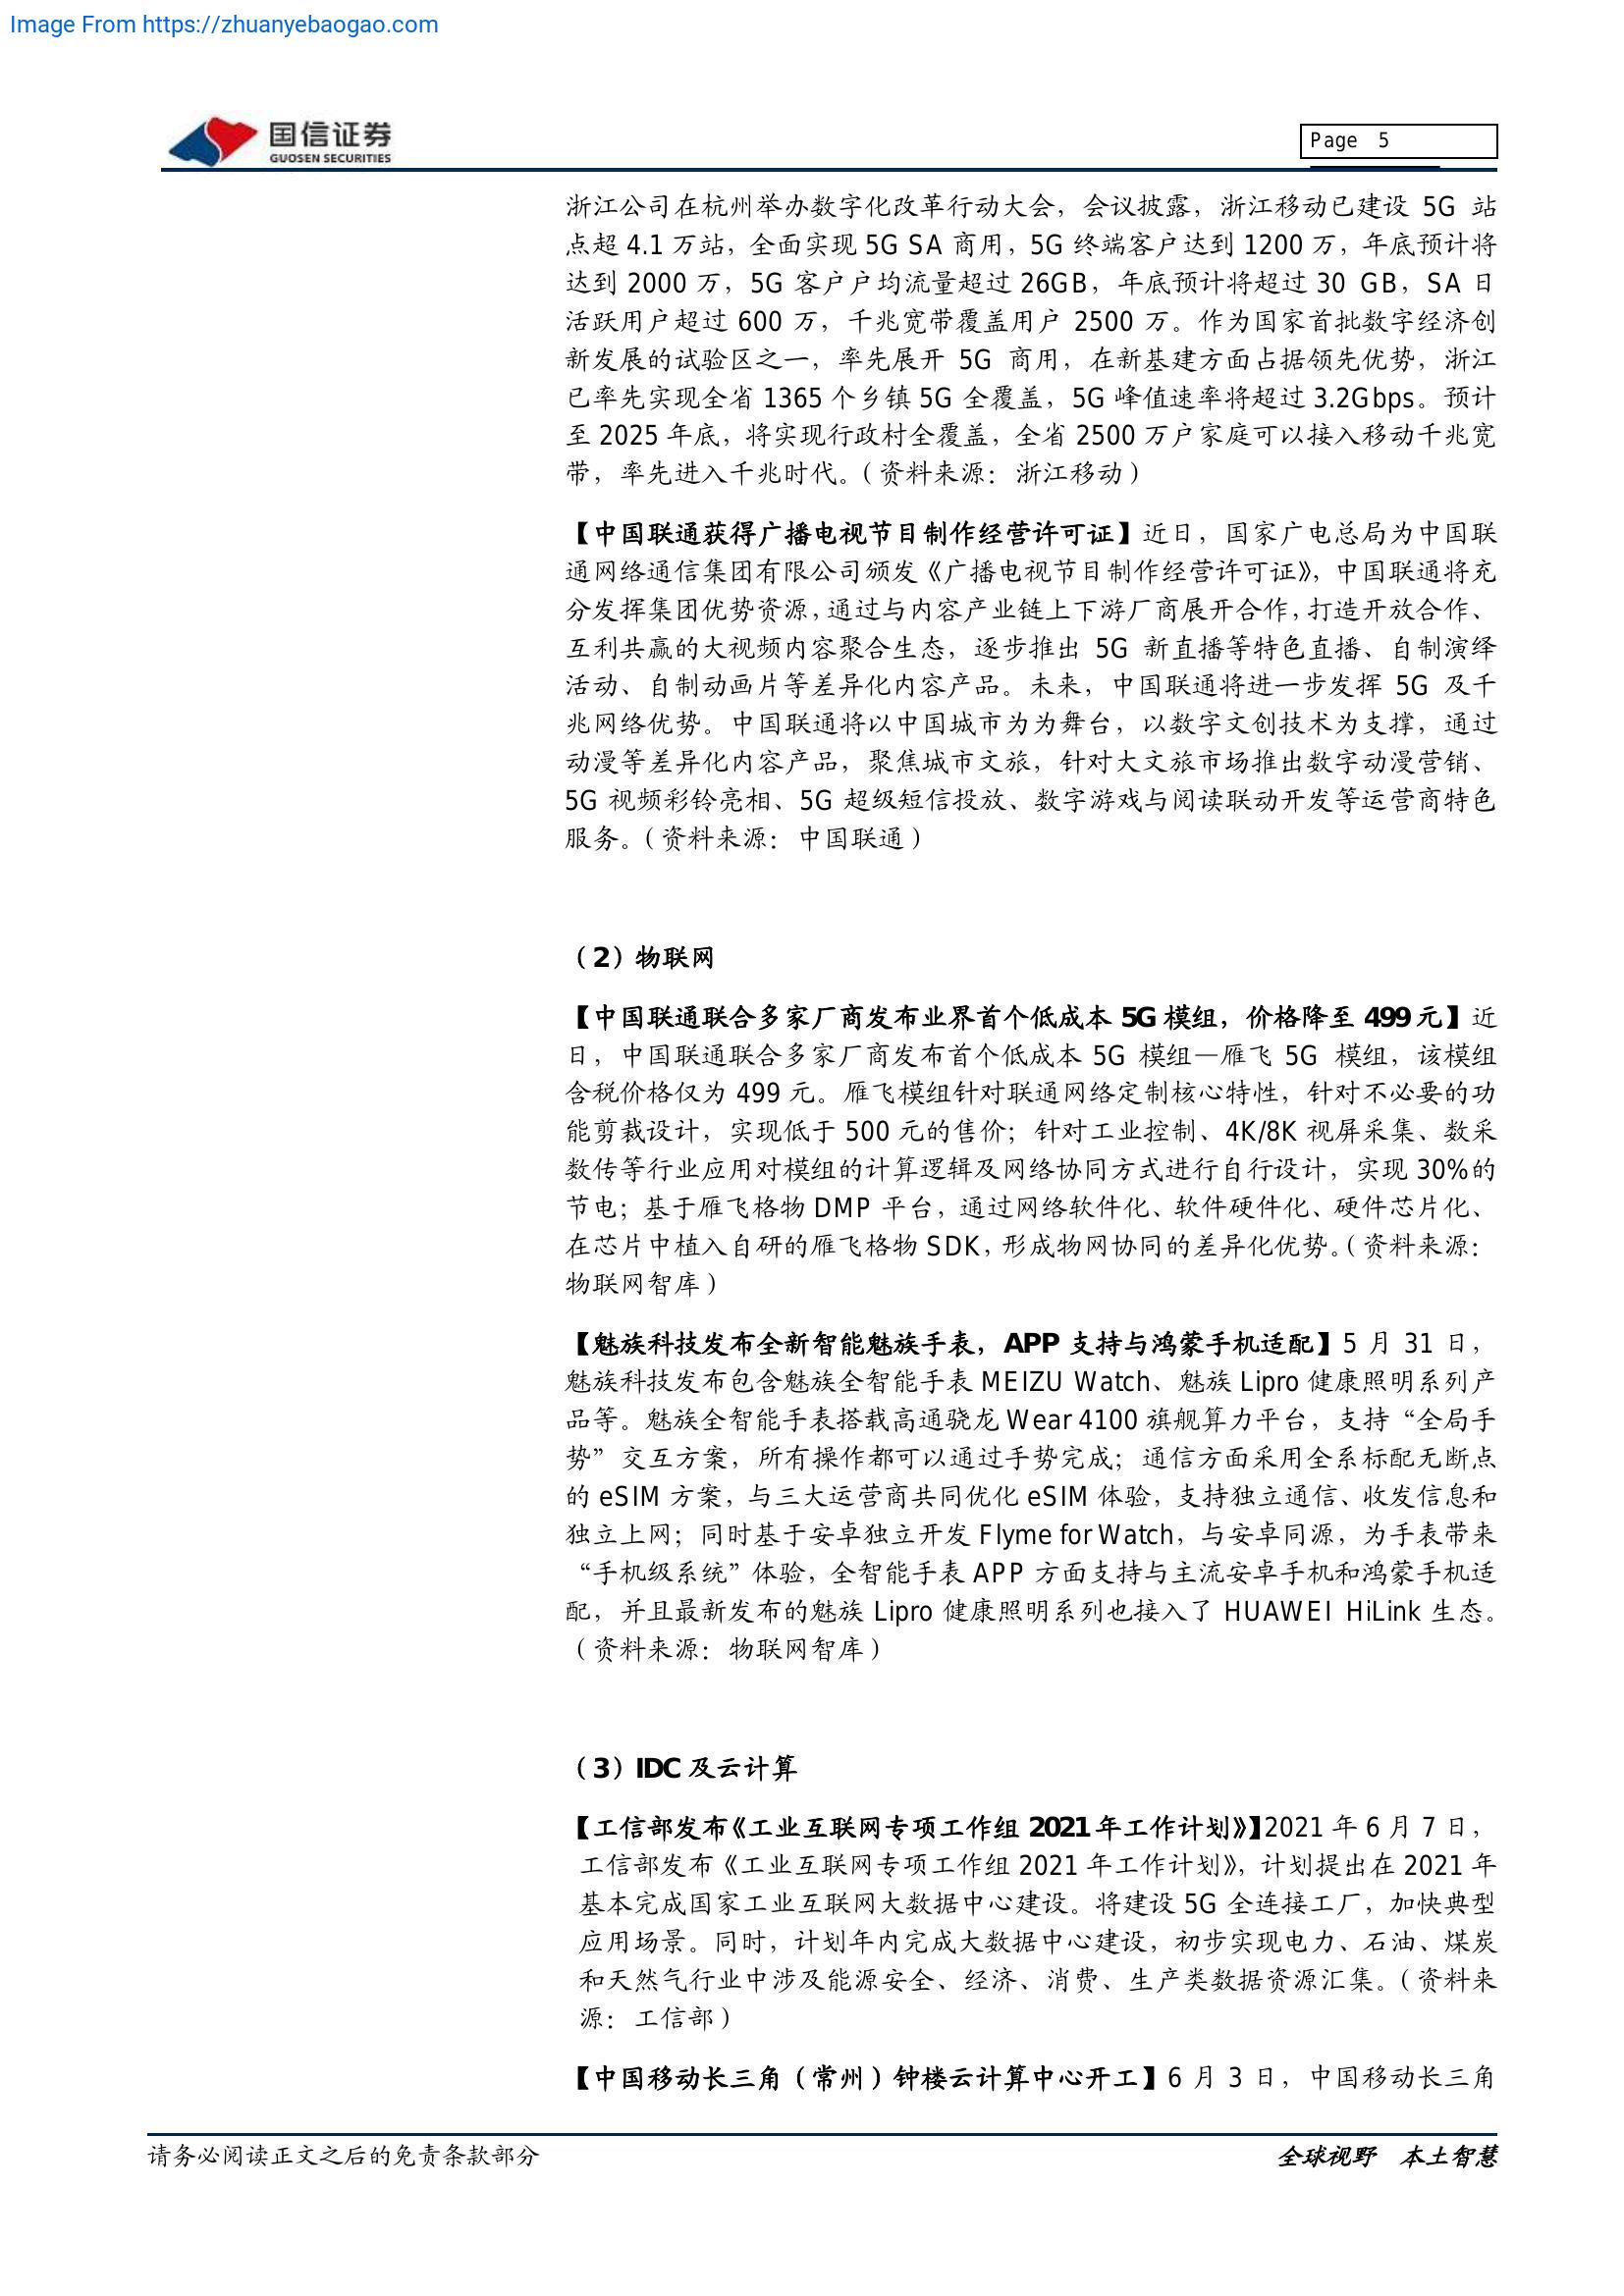 Image From https://zhuanyebaogao.com
国信证券
GUOSEN SECURITIES
Page 5
浙江公司在杭州举办数字化改革行动大会，会议披露，浙江移动已建设 5G 站
点超 4.1 万站，全面实现 5G SA 商用，5G 终端客户达到 1200 万，年底预计将
达到 2000 万，5G 客户户均流量超过 26GB，年底预计将超过 30 GB，SA 日
活跃用户超过 600 万，千兆宽带覆盖用户 2500 万。作为国家首批数字经济创
新发展的试验区之一，率先展开 5G 商用，在新基建方面占据领先优势，浙江
已率先实现全省 1365 个乡镇 5G 全覆盖，5G 峰值速率将超过 3.2Gbps。预计
至 2025 年底，将实现行政村全覆盖，全省 2500 万户家庭可以接入移动千兆宽
带，率先进入千兆时代。（资料来源：浙江移动）
【中国联通获得广播电视节目制作经营许可证】近日，国家广电总局为中国联
通网络通信集团有限公司颁发《广播电视节目制作经营许可证》，中国联通将充
分发挥集团优势资源，通过与内容产业链上下游厂商展开合作，打造开放合作、
互利共赢的大视频内容聚合生态，逐步推出 5G 新直播等特色直播、自制演绎
活动、自制动画片等差异化内容产品。未来，中国联通将进一步发挥 5G 及千
兆网络优势。中国联通将以中国城市为为舞台，以数字文创技术为支撑，通过
动漫等差异化内容产品，聚焦城市文旅，针对大文旅市场推出数字动漫营销、
5G 视频彩铃亮相、5G 超级短信投放、数字游戏与阅读联动开发等运营商特色
服务。（资料来源：中国联通）
（2）物联网
【中国联通联合多家厂商发布业界首个低成本 5G 模组，价格降至 499 元】近
日，中国联通联合多家厂商发布首个低成本 5G 模组—雁飞 5G 模组，该模组
含税价格仅为 499 元。雁飞模组针对联通网络定制核心特性，针对不必要的功
能剪裁设计，实现低于 500 元的售价；针对工业控制、4K/8K 视屏采集、数采
数传等行业应用对模组的计算逻辑及网络协同方式进行自行设计，实现 30%的
节电；基于雁飞格物 DMP 平台，通过网络软件化、软件硬件化、硬件芯片化、
在芯片中植入自研的雁飞格物 SDK，形成物网协同的差异化优势。（资料来源：
物联网智库）
【魅族科技发布全新智能魅族手表，APP 支持与鸿蒙手机适配】5 月 31 日，
魅族科技发布包含魅族全智能手表 MEIZU Watch、魅族 Lipro 健康照明系列产
品等。魅族全智能手表搭载高通骁龙 Wear 4100 旗舰算力平台，支持“全局手
势”交互方案，所有操作都可以通过手势完成；通信方面采用全系标配无断点
的 eSIM 方案，与三大运营商共同优化 eSIM 体验，支持独立通信、收发信息和
独立上网；同时基于安卓独立开发 Flyme for Watch，与安卓同源，为手表带来
“手机级系统”体验，全智能手表 APP 方面支持与主流安卓手机和鸿蒙手机适
配，并且最新发布的魅族 Lipro 健康照明系列也接入了 HUAWEI HiLink 生态。
（资料来源：物联网智库）
（3）IDC 及云计算
【工信部发布《工业互联网专项工作组 2021 年工作计划》】2021 年 6 月 7 日，
工信部发布《工业互联网专项工作组 2021 年工作计划》，计划提出在 2021 年
基本完成国家工业互联网大数据中心建设。将建设 5G 全连接工厂，加快典型
应用场景。同时，计划年内完成大数据中心建设，初步实现电力、石油、煤炭
和天然气行业中涉及能源安全、经济、消费、生产类数据资源汇集。（资料来
源：工信部）
【中国移动长三角（常州）钟楼云计算中心开工】6 月 3 日，中国移动长三角
请务必阅读正文之后的免责条款部分
全球视野 本土智慧